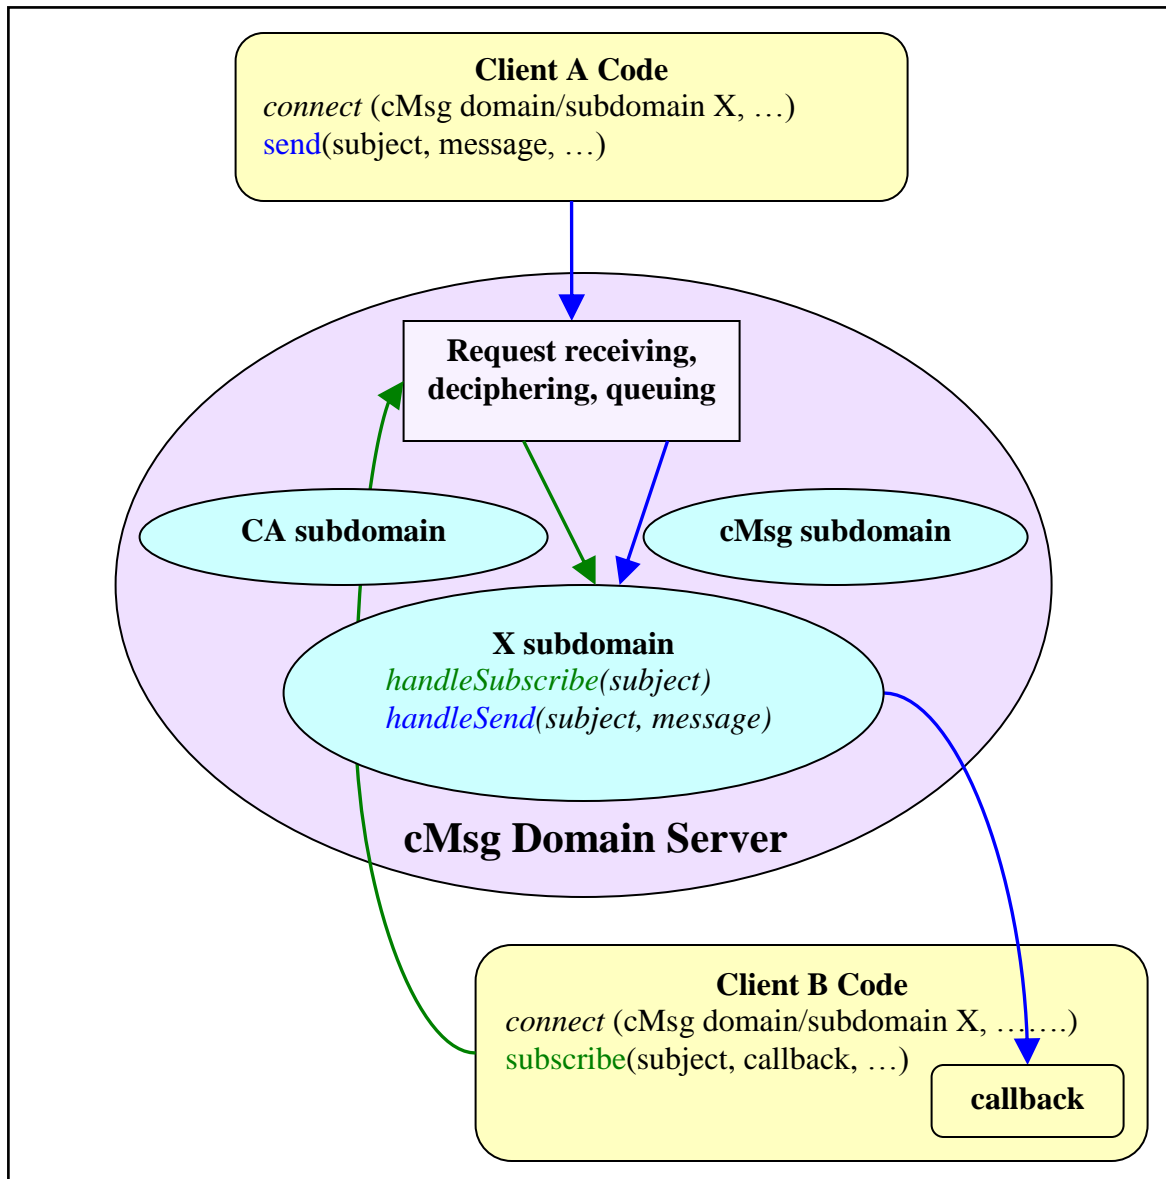 Client A Code
connect (cMsg domain/subdomain X, …)
send(subject, message, …)
Request receiving,
deciphering, queuing
CA subdomain
cMsg subdomain
X subdomain
handleSubscribe(subject)
handleSend(subject, message)
cMsg Domain Server
Client B Code
connect (cMsg domain/subdomain X, …….)
subscribe(subject, callback, …)
callback